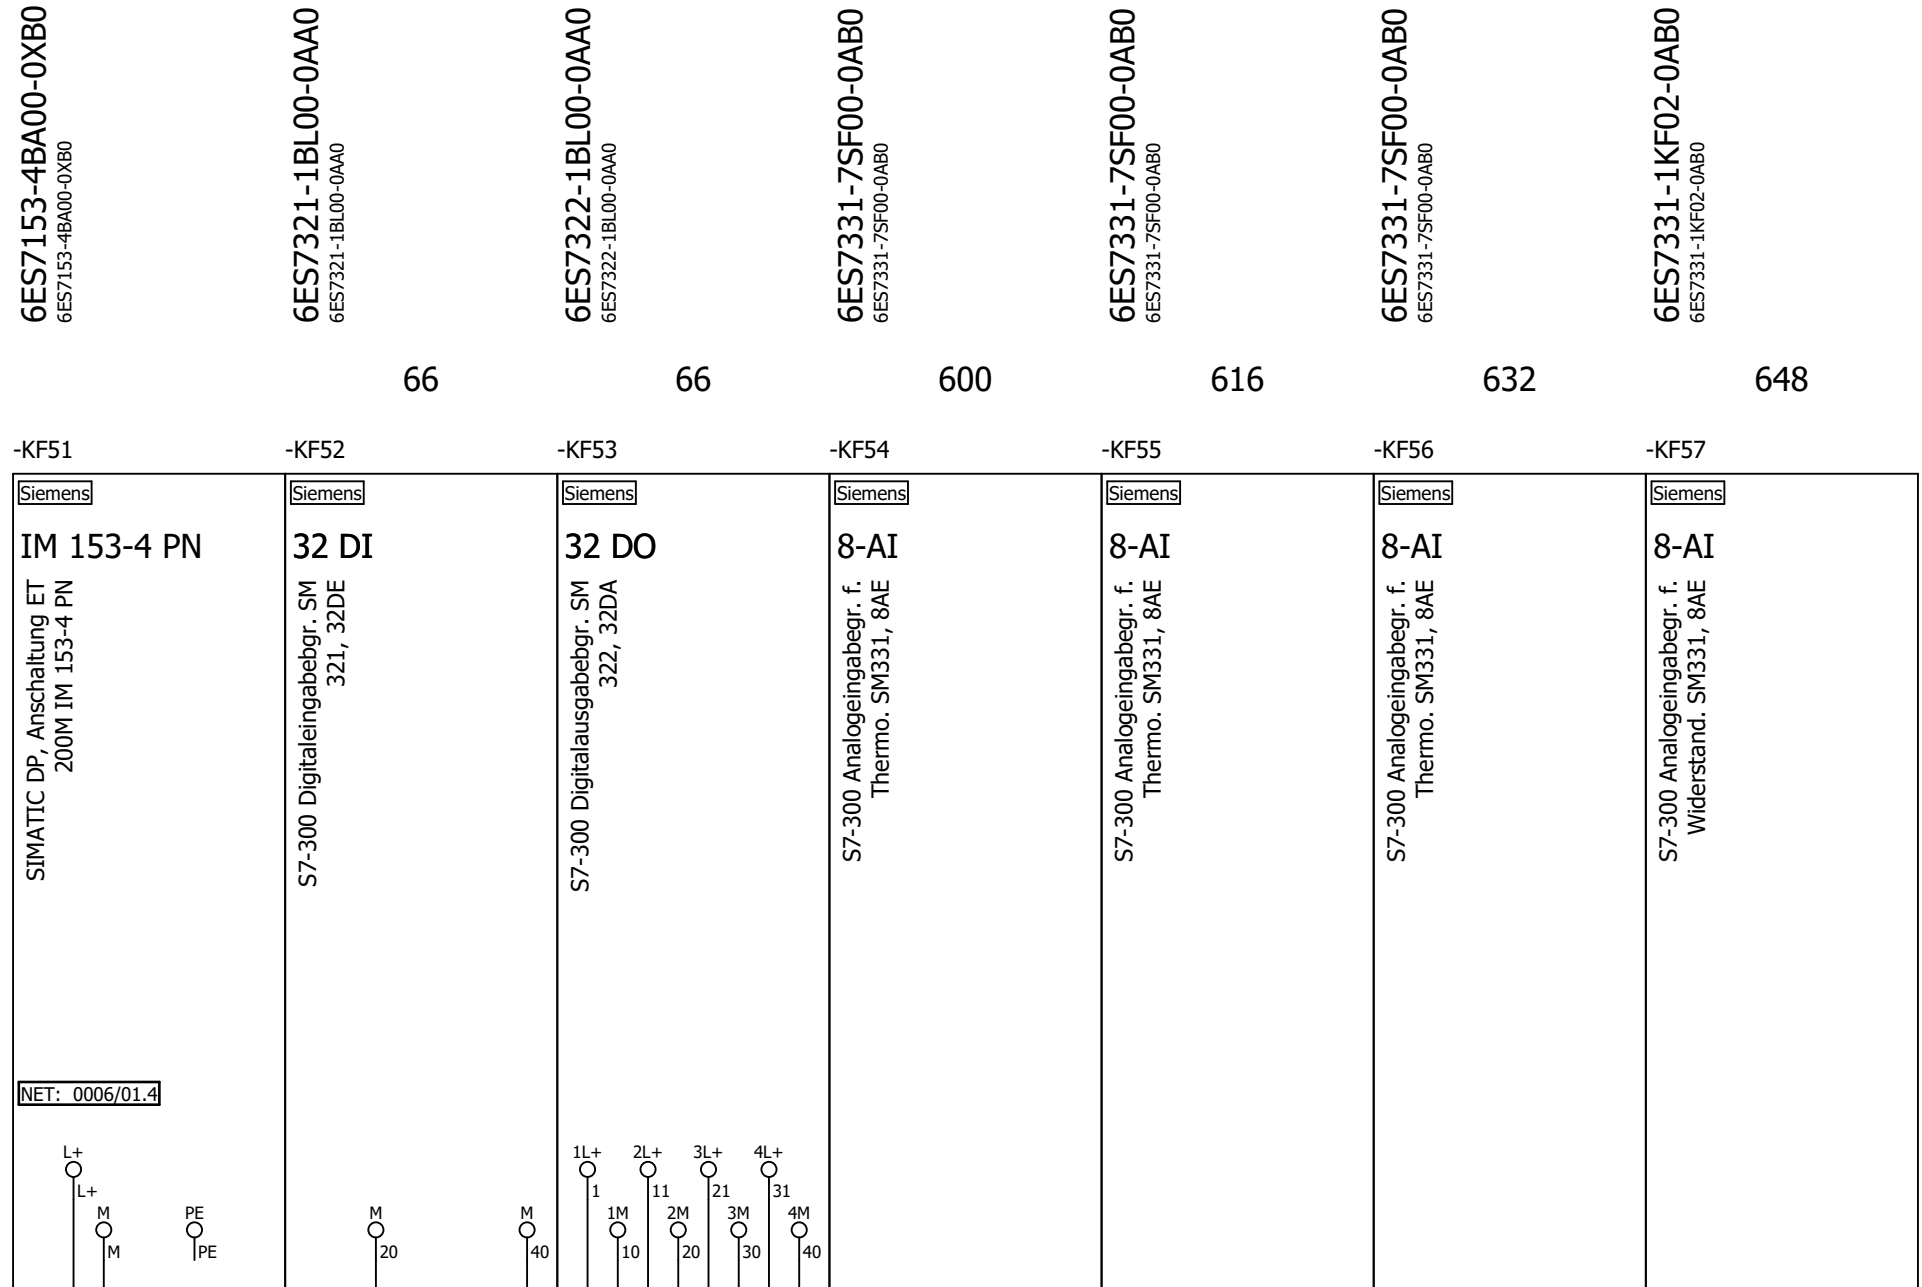 6ES7153-4BA00-0XB0
6ES7153-4BA00-0XB0
6ES7321-1BL00-0AA0
6ES7321-1BL00-0AA0
6ES7322-1BL00-0AA0
6ES7322-1BL00-0AA0
6ES7331-7SF00-0AB0
6ES7331-7SF00-0AB0
6ES7331-7SF00-0AB0
6ES7331-7SF00-0AB0
6ES7331-7SF00-0AB0
6ES7331-7SF00-0AB0
6ES7331-1KF02-0AB0
6ES7331-1KF02-0AB0
66
66
600
616
632
648
-KF51
-KF52
-KF53
-KF54
-KF55
-KF56
-KF57
Siemens
IM 153-4 PN
SIMATIC DP, Anschaltung ET
200M IM 153-4 PN
NET: 0006/01.4
L+
L+
M
M
PE
PE
Siemens
32 DI
S7-300 Digitaleingabebgr. SM
321, 32DE
M
20
M
40
Siemens
32 DO
S7-300 Digitalausgabebgr. SM
322, 32DA
1L+
1
1M
10
2L+
11
2M
20
3L+
21
3M
30
4L+
31
4M
40
Siemens
8-AI
S7-300 Analogeingabegr. f.
Thermo. SM331, 8AE
Siemens
8-AI
S7-300 Analogeingabegr. f.
Thermo. SM331, 8AE
Siemens
8-AI
S7-300 Analogeingabegr. f.
Thermo. SM331, 8AE
Siemens
8-AI
S7-300 Analogeingabegr. f.
Widerstand. SM331, 8AE